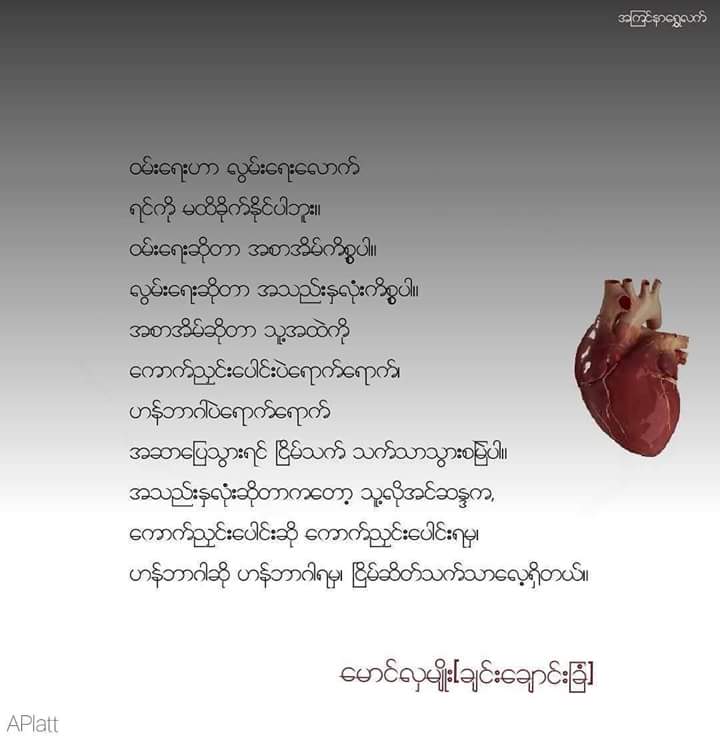 အကြင်နာရွှေလက်
ဝမ်းရေးဟာ လွမ်းရေးလောက်
ရင်ကို မထိခိုက်နိုင်ပါဘူး။
ဝမ်းရေးဆိုတာ အစာအိမ်ကိစ္စပါ။
လွမ်းရေးဆိုတာ အသည်းနှလုံးကိစ္စပါ။
အစာအိမ်ဆိုတာ သူ့အထဲကို
ကောက်ညှင်းပေါင်းပဲရောက်ရောက်၊
ဟန်ဘာဂါပဲရောက်ရောက်
အဆာပြေသွားရင် ငြိမ်သက် သက်သာသွားစမြဲပါ။
အသည်းနှလုံးဆိုတာကတော့ သူ့လိုအင်ဆန္ဒက,
ကောက်ညှင်းပေါင်းဆို ကောက်ညှင်းပေါင်းရမှ၊
ဟန်ဘာဂါဆို ဟန်ဘာဂါရမှ၊ ငြိမ်ဆိတ်သက်သာလေ့ရှိတယ်။
မောင်လှမျိုး[ချင်းချောင်းခြံ]
APlatt